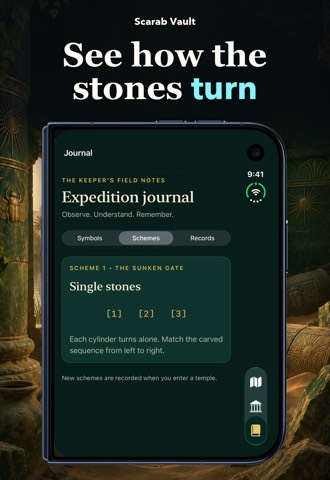 Scarab Vault
See how the
stones turn
Journal
9:41
THE KEEPER'S FIELD NOTES
Expedition journal
Observe. Understand. Remember.
Symbols
Schemes
Records
SCHEME 1 • THE SUNKEN GATE
Single stones
[1] [2] [3]
Each cylinder turns alone. Match the carved
sequence from left to right.
New schemes are recorded when you enter a temple.